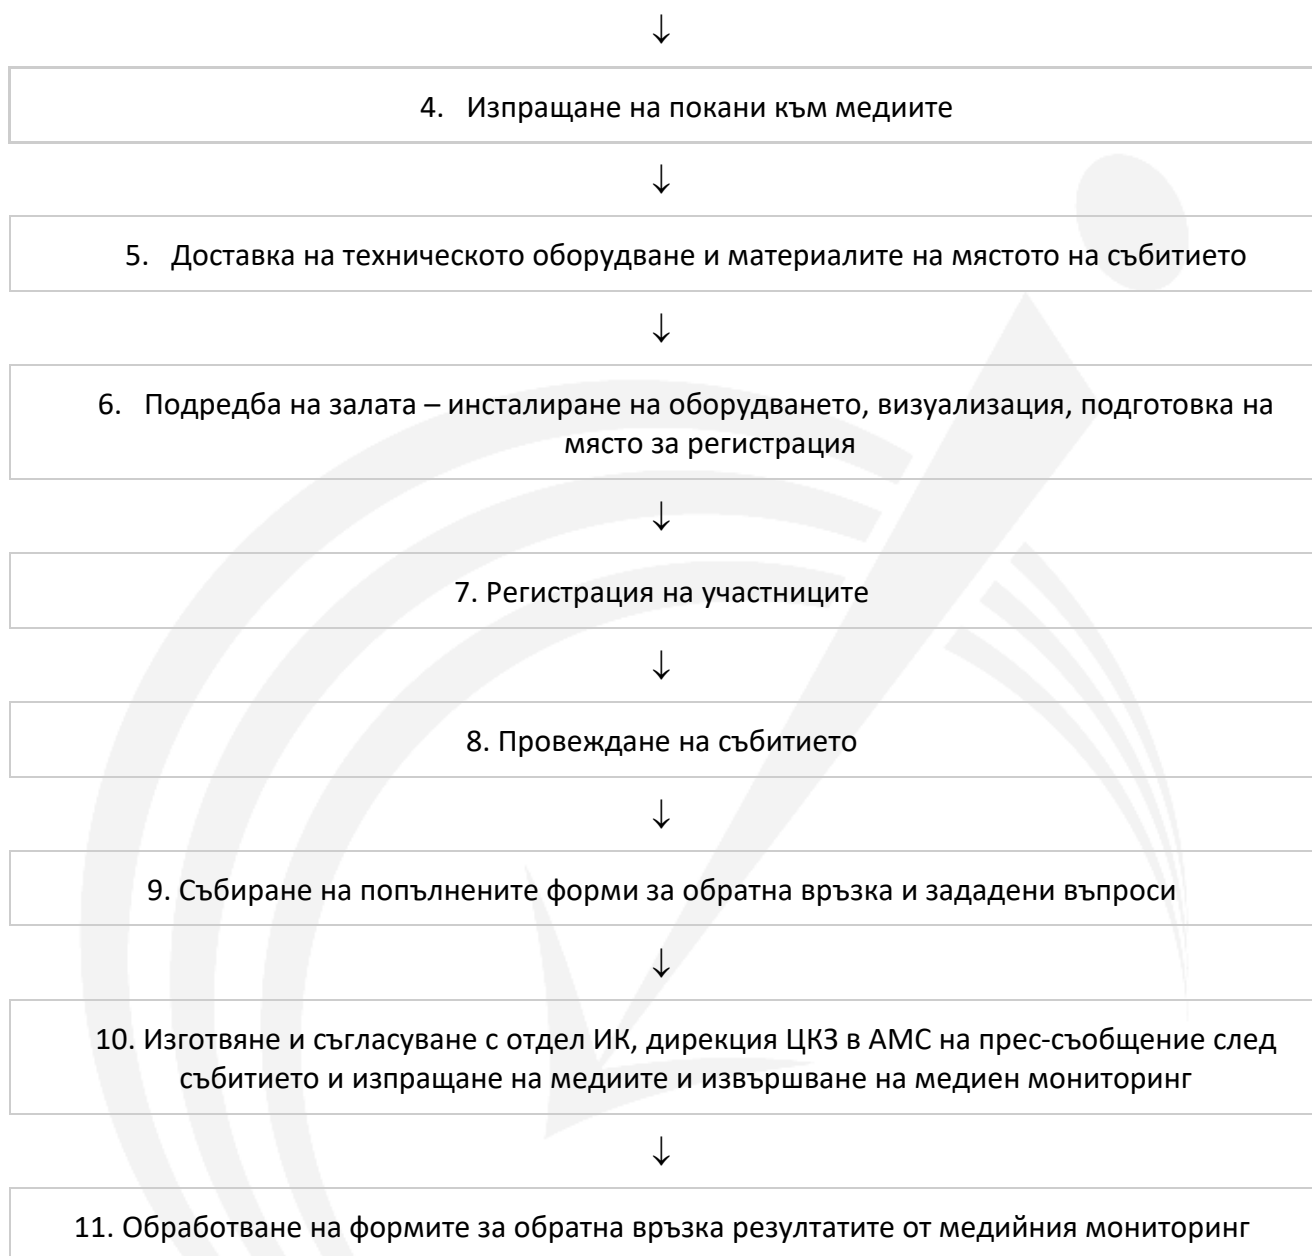 ↓
4. Изпращане на покани към медиите
↓
5. Доставка на техническото оборудване и материалите на мястото на събитието
↓
6. Подредба на залата – инсталиране на оборудването, визуализация, подготовка на
място за регистрация
↓
7. Регистрация на участниците
↓
8. Провеждане на събитието
↓
9. Събиране на попълнените форми за обратна връзка и зададени въпроси
↓
10. Изготвяне и съгласуване с отдел ИК, дирекция ЦКЗ в АМС на прес-съобщение след
събитието и изпращане на медиите и извършване на медиен мониторинг
↓
11. Обработване на формите за обратна връзка резултатите от медийния мониторинг